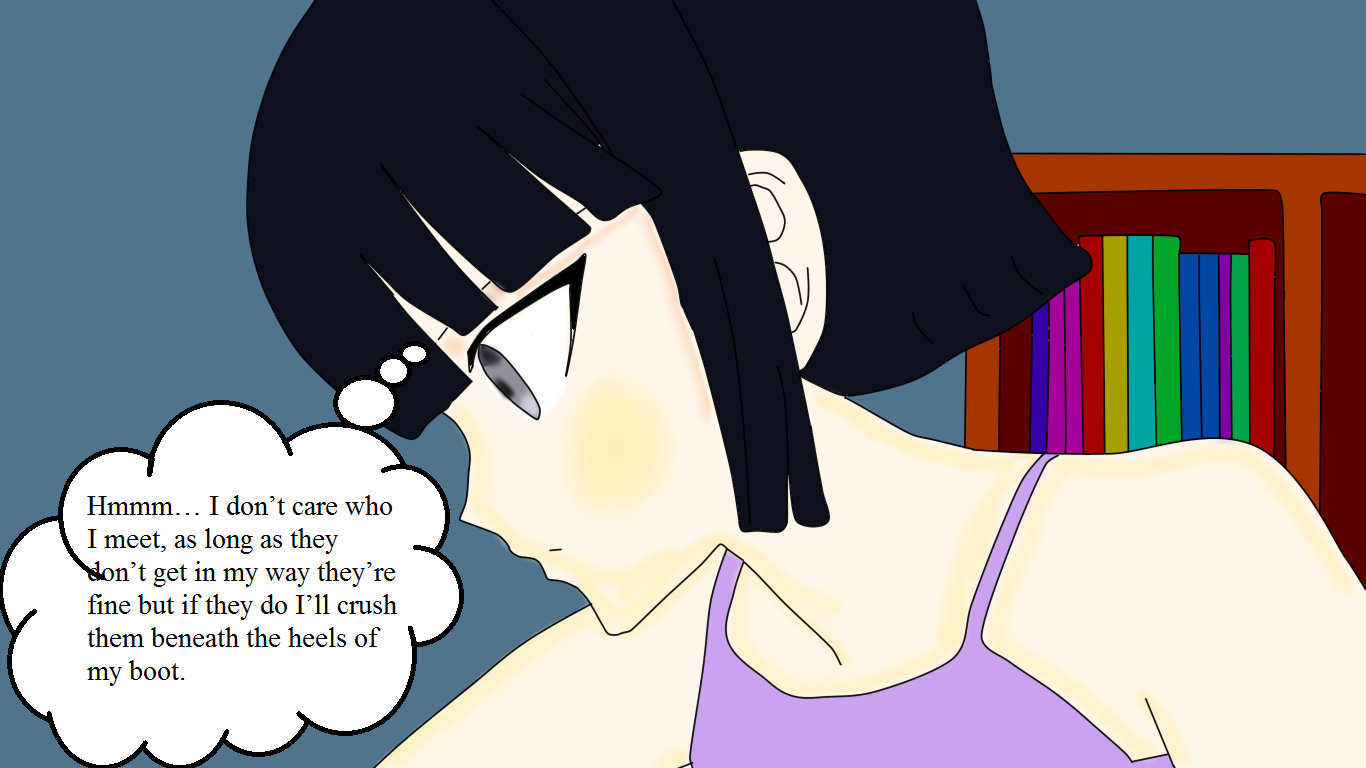 Hmmm… I don’t care who
I meet, as long as they
don’t get in my way they’re
fine but if they do I’ll crush
them beneath the heels of
my boot.